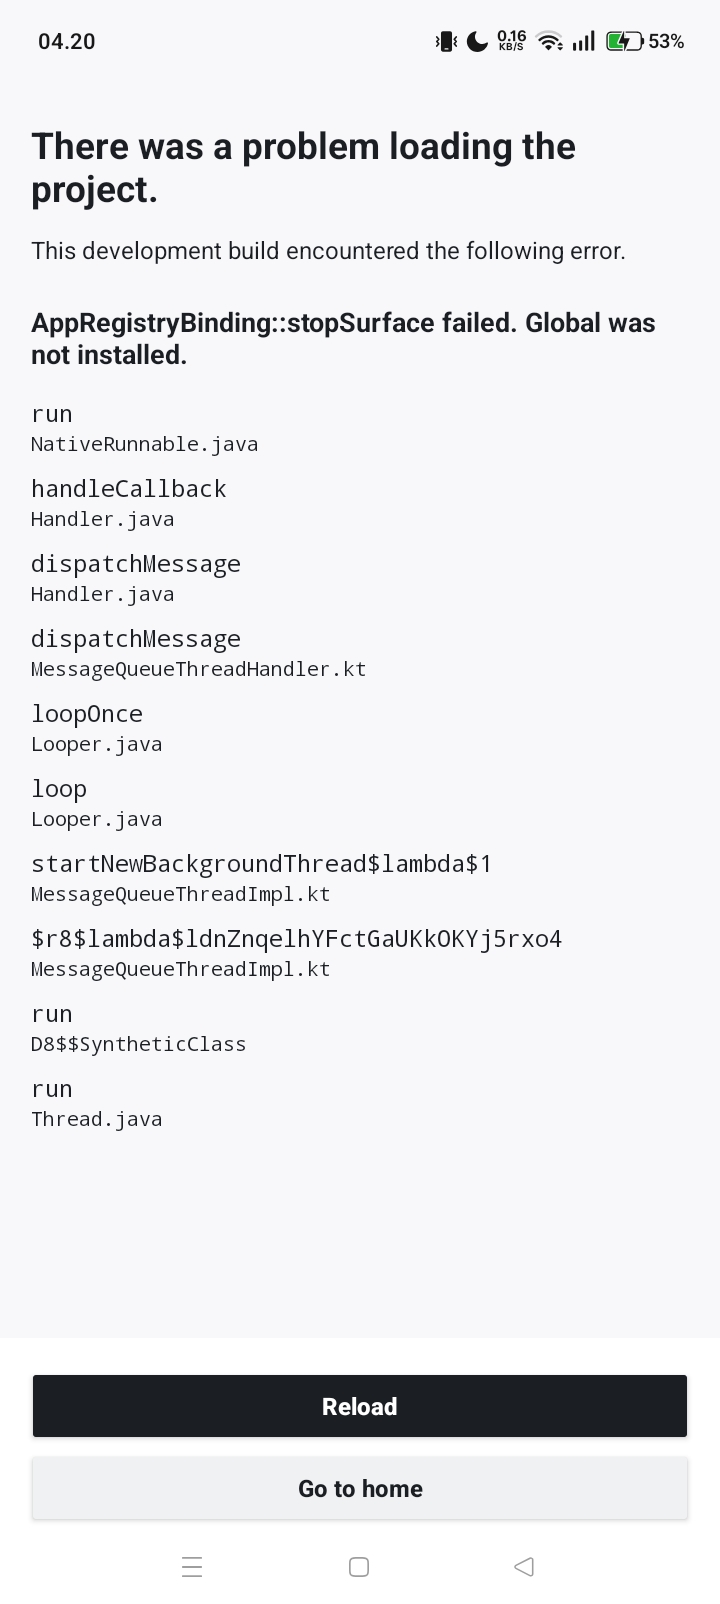 04.20
0.16
KB/S
53%
There was a problem loading the
project.
This development build encountered the following error.
AppRegistryBinding::stopSurface failed. Global was
not installed.
run
NativeRunnable.java
handleCallback
Handler.java
dispatchMessage
Handler.java
dispatchMessage
MessageQueueThreadHandler.kt
loopOnce
Looper.java
loop
Looper.java
startNewBackgroundThread$lambda$1
MessageQueueThreadImpl.kt
$r8$lambda$ldnZnqelhYFctGaUKkOKYj5rxo4
MessageQueueThreadImpl.kt
run
D8$$SyntheticClass
run
Thread.java
Reload
Go to home